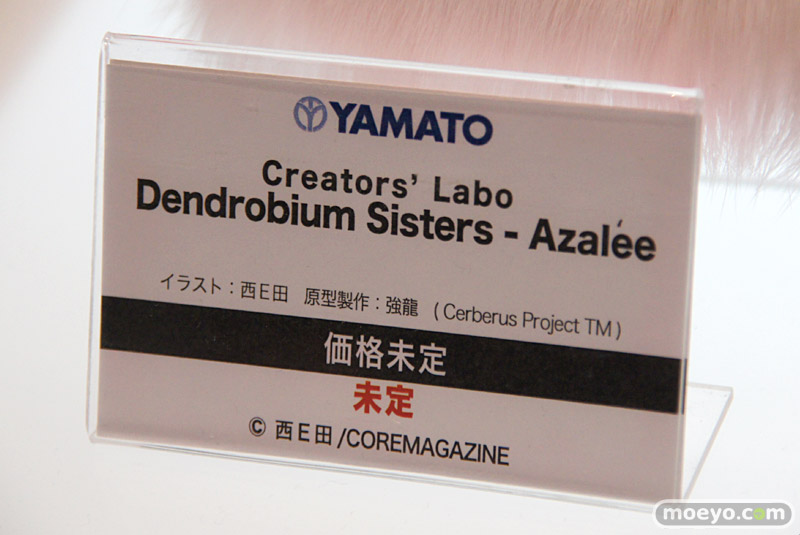 YAMATO
Creators' Labo
Dendrobium Sisters - Azalée
イラスト：西E田 原型製作：強龍 (Cerberus Project TM)
価格未定
未定
© 西E田/COREMAGAZINE
moeyo.com